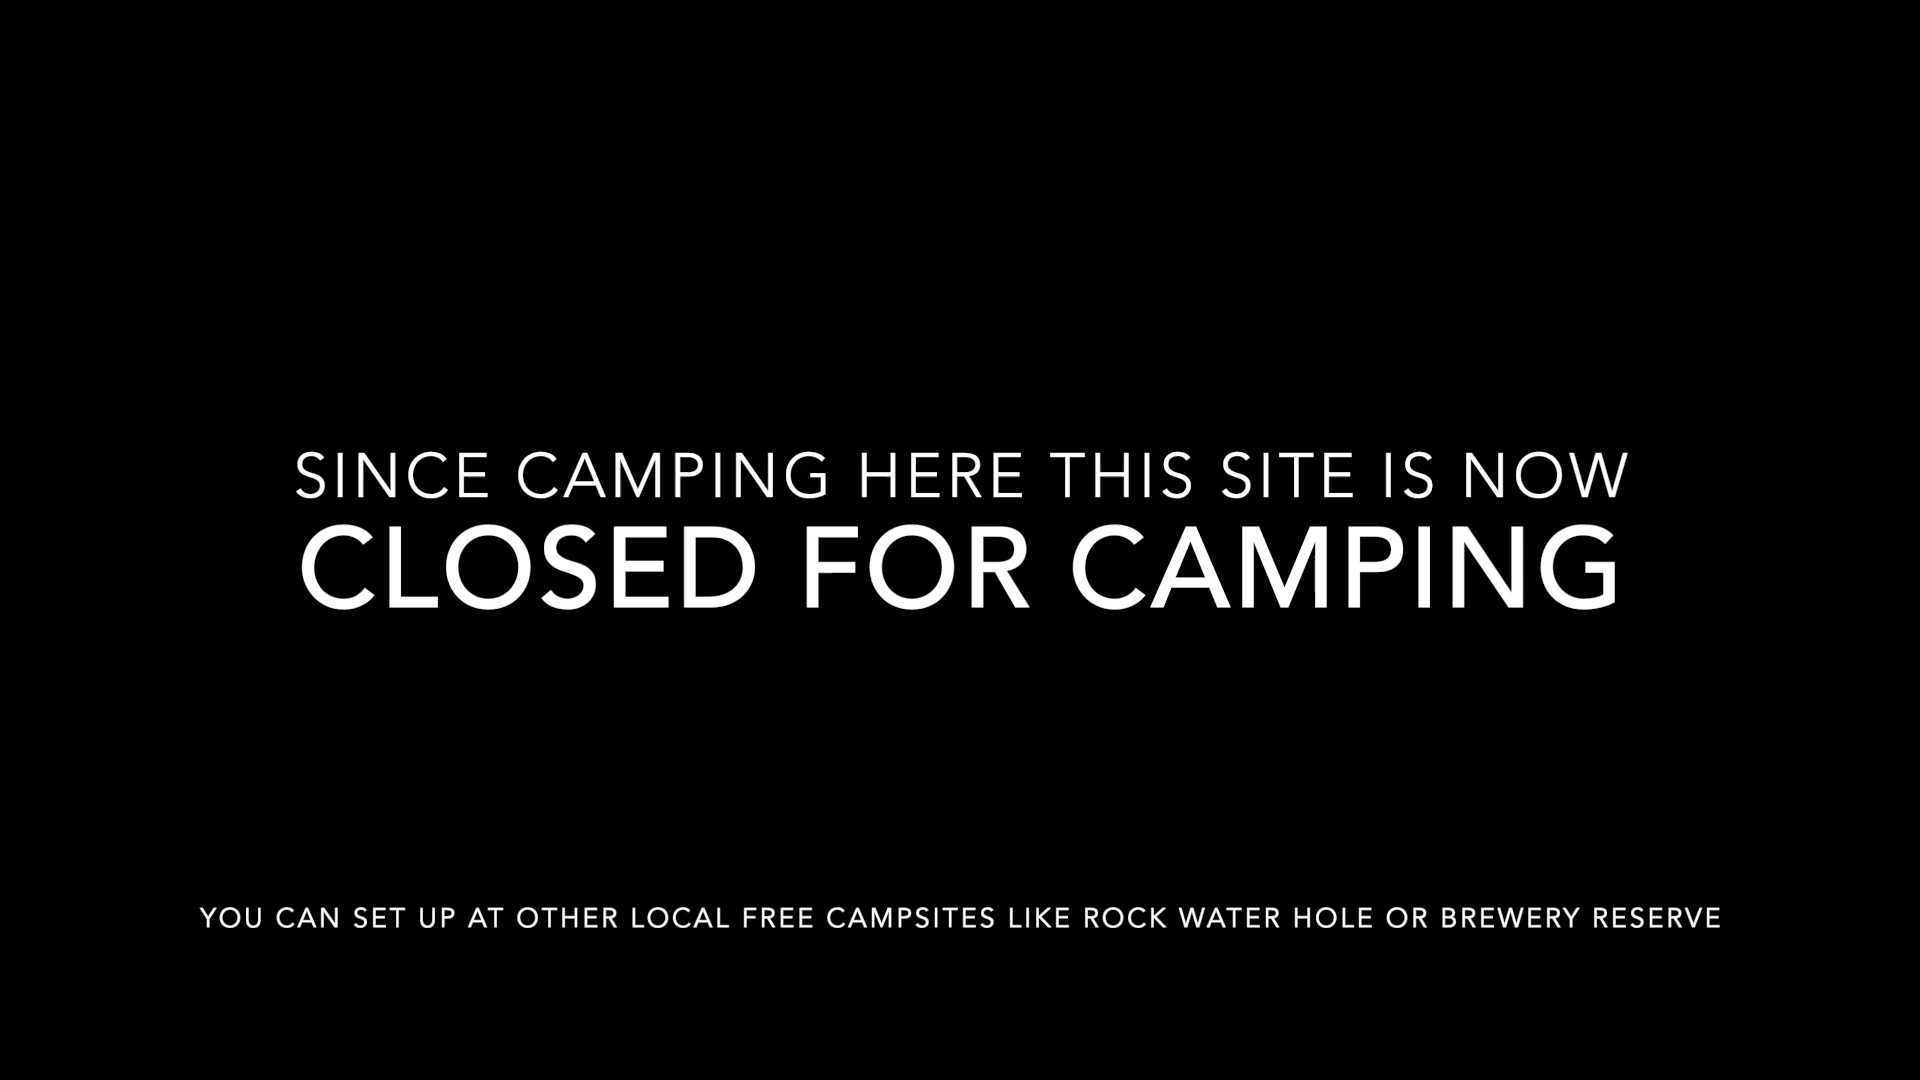 SINCE CAMPING HERE THIS SITE IS NOW
CLOSED FOR CAMPING
YOU CAN SET UP AT OTHER LOCAL FREE CAMPSITES LIKE ROCK WATER HOLE OR BREWERY RESERVE